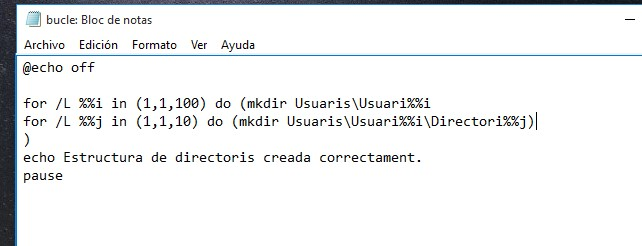 bucle: Bloc de notas
Archivo Edición Formato Ver Ayuda
@echo off
for /L %%i in (1,1,100) do (mkdir Usuaris\Usuari%%i
for /L %%j in (1,1,10) do (mkdir Usuaris\Usuari%%i\Directori%%j)
)
echo Estructura de directoris creada correctament.
pause